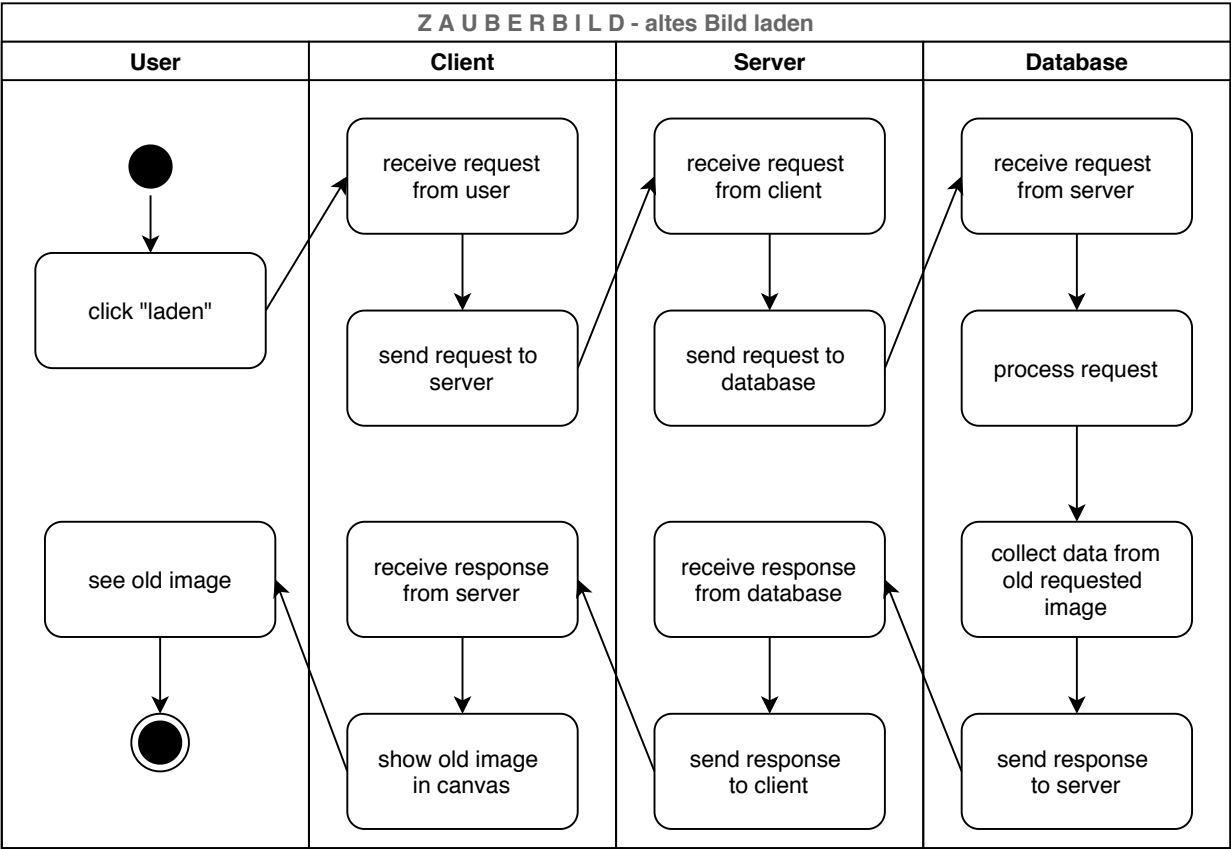 Z A U B E R B I L D - altes Bild laden
User
Client
Server
Database
receive request
from user
receive request
from client
receive request
from server
click "laden"
send request to
server
send request to
database
process request
see old image
receive response
from server
receive response
from database
collect data from
old requested
image
show old image
in canvas
send response
to client
send response
to server